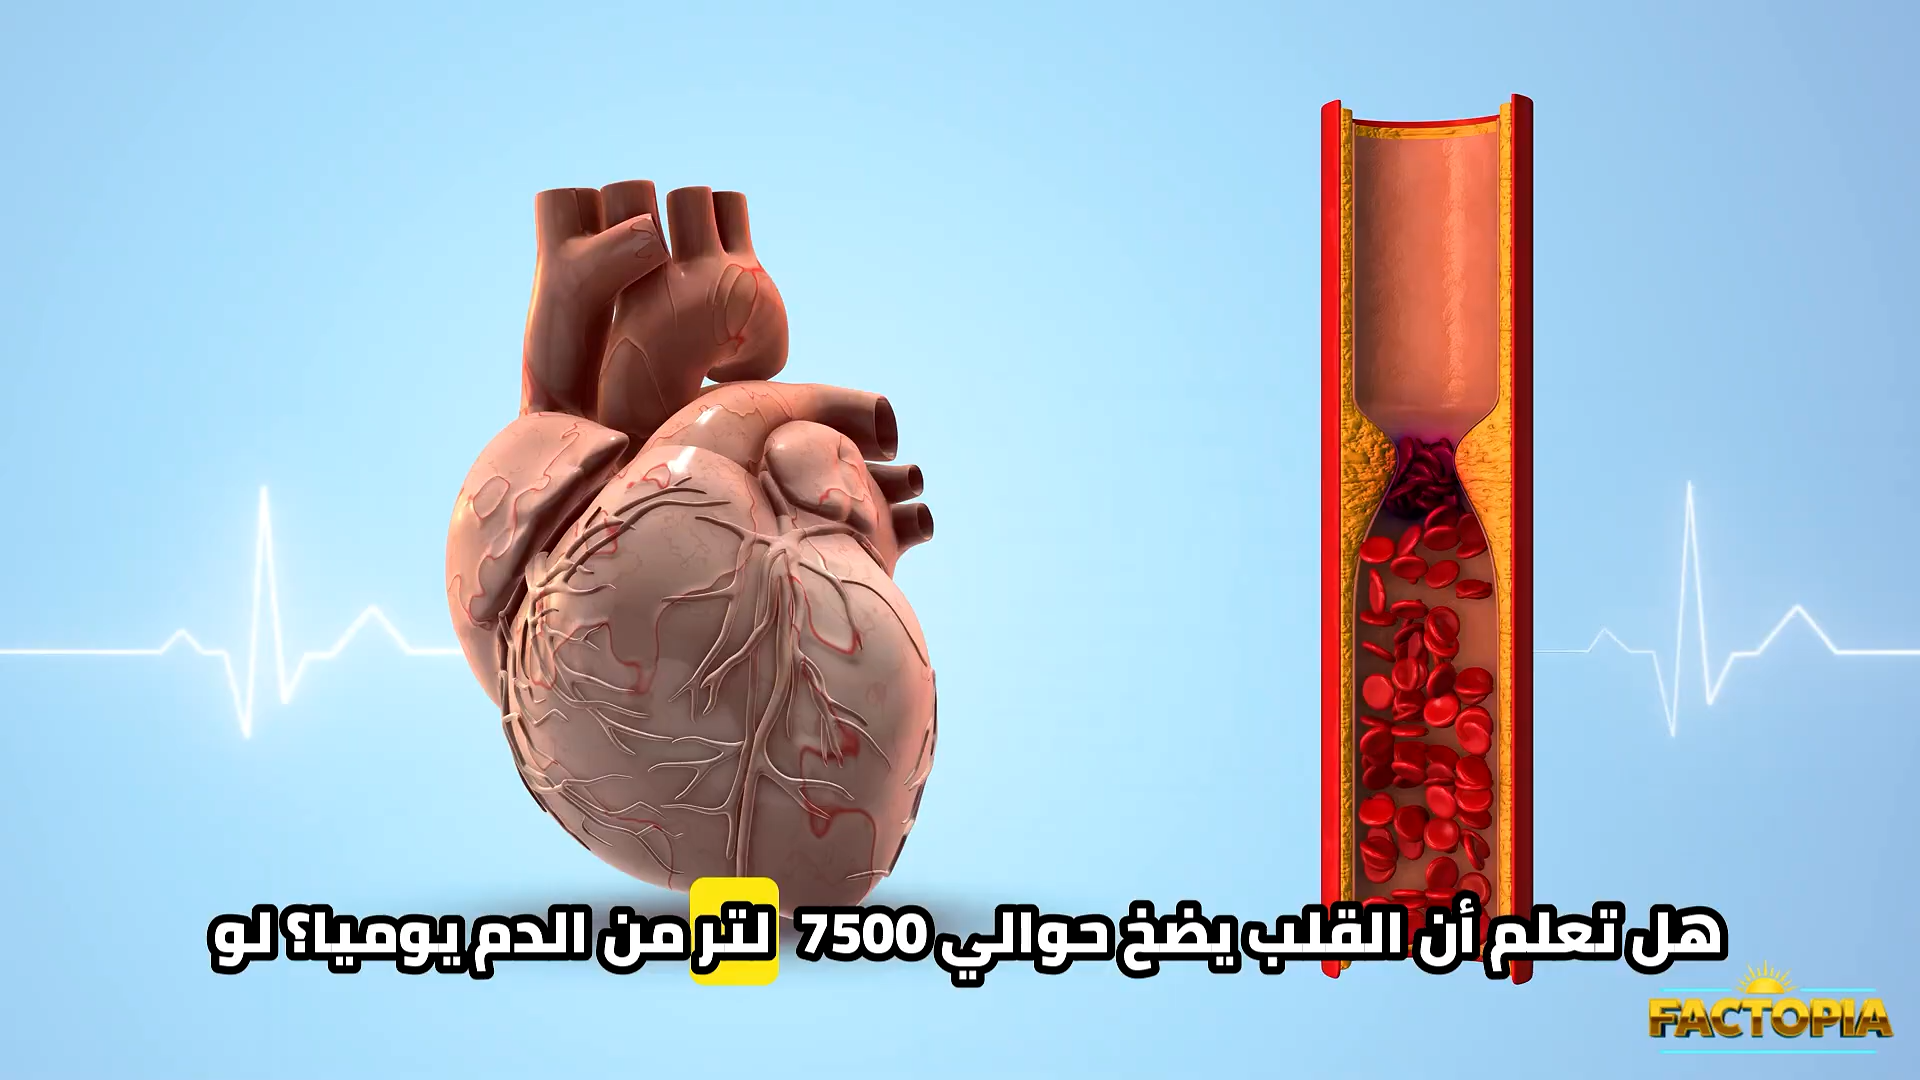 هل تعلم أن القلب يضخ حوالي 7500 لتر من الدم يوميا؟ لو
FACTOPIA